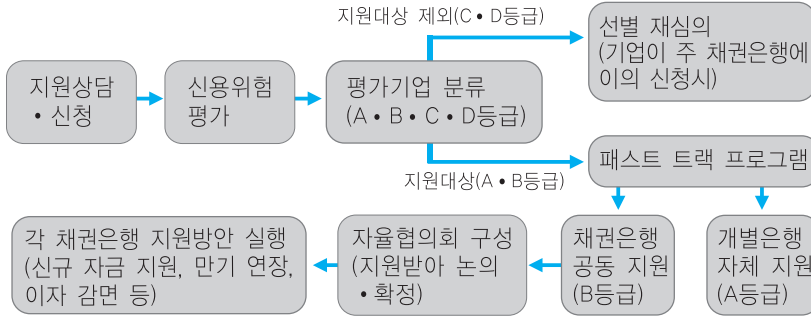 지원대상 제외(C • D등급)
선별 재심의
(기업이 주 채권은행에
이의 신청시)
지원상담
• 신청
신용위험
평가
평가기업 분류
(A • B • C • D등급)
지원대상(A • B등급)
패스트 트랙 프로그램
각 채권은행 지원방안 실행
(신규 자금 지원, 만기 연장,
이자 감면 등)
자율협의회 구성
(지원받아 논의
• 확정)
채권은행
공동 지원
(B등급)
개별은행
자체 지원
(A등급)